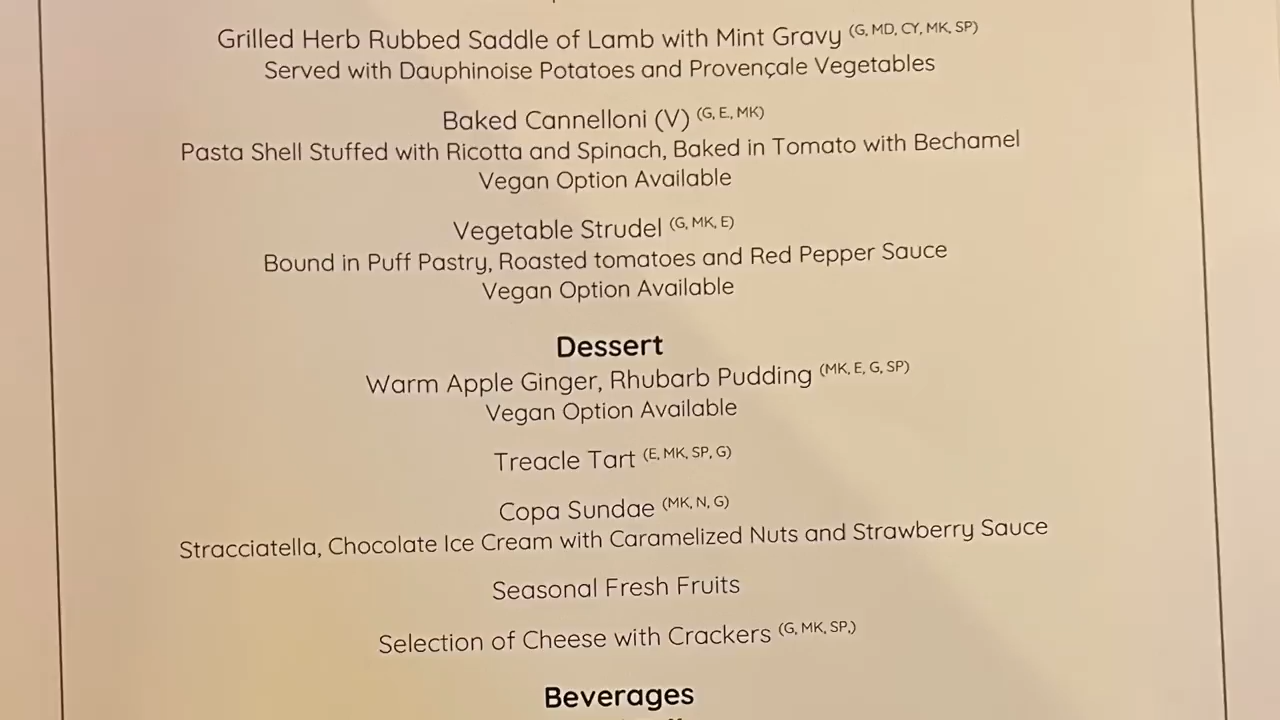 Grilled Herb Rubbed Saddle of Lamb with Mint Gravy (G, MD, CY, MK, SP)
Served with Dauphinoise Potatoes and Provençale Vegetables
Baked Cannelloni (V) (G, E, MK)
Pasta Shell Stuffed with Ricotta and Spinach, Baked in Tomato with Bechamel
Vegan Option Available
Vegetable Strudel (G, MK, E)
Bound in Puff Pastry, Roasted tomatoes and Red Pepper Sauce
Vegan Option Available
Dessert
Warm Apple Ginger, Rhubarb Pudding (MK, E, G, SP)
Vegan Option Available
Treacle Tart (E, MK, SP, G)
Copa Sundae (MK, N, G)
Stracciatella, Chocolate Ice Cream with Caramelized Nuts and Strawberry Sauce
Seasonal Fresh Fruits
Selection of Cheese with Crackers (G, MK, SP,)
Beverages